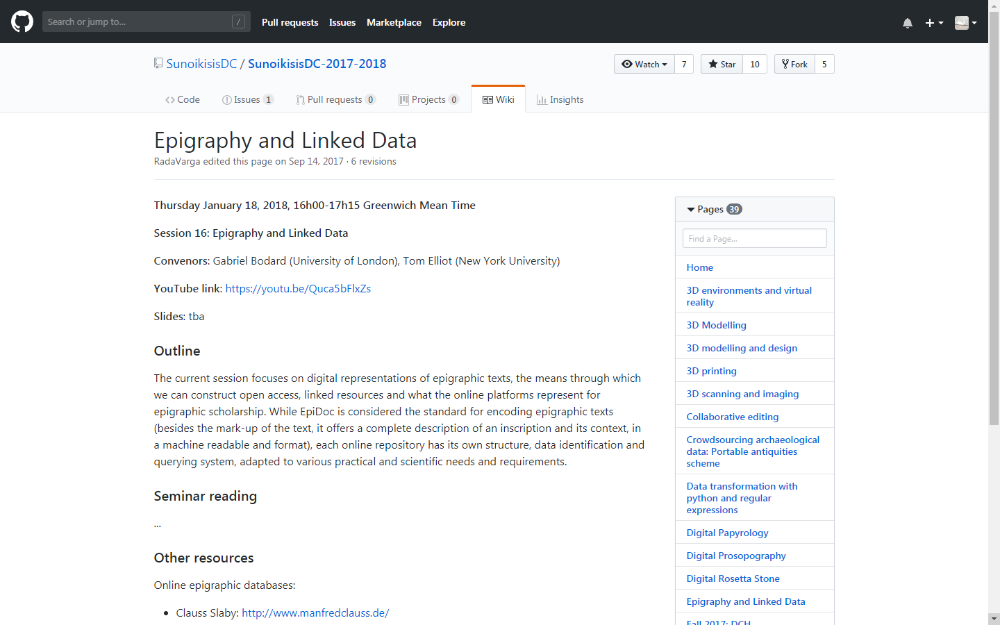 Search or jump to...
/
Pull requests
Issues
Marketplace
Explore
SunoikisisDC / SunoikisisDC-2017-2018
Watch 7
Star 10
Fork 5
Code
Issues 1
Pull requests 0
Projects 0
Wiki
Insights
Epigraphy and Linked Data
RadaVarga edited this page on Sep 14, 2017 · 6 revisions
Thursday January 18, 2018, 16h00-17h15 Greenwich Mean Time
Session 16: Epigraphy and Linked Data
Convenors: Gabriel Bodard (University of London), Tom Elliot (New York University)
YouTube link: https://youtu.be/Quca5bFlxZs
Slides: tba
Outline
The current session focuses on digital representations of epigraphic texts, the means through which
we can construct open access, linked resources and what the online platforms represent for
epigraphic scholarship. While EpiDoc is considered the standard for encoding epigraphic texts
(besides the mark-up of the text, it offers a complete description of an inscription and its context, in
a machine readable and format), each online repository has its own structure, data identification and
querying system, adapted to various practical and scientific needs and requirements.
Seminar reading
...
Other resources
Online epigraphic databases:
• Clauss Slaby: http://www.manfredclauss.de/
Pages 39
Find a Page...
Home
3D environments and virtual
reality
3D Modelling
3D modelling and design
3D printing
3D scanning and imaging
Collaborative editing
Crowdsourcing archaeological
data: Portable antiquities
scheme
Data transformation with
python and regular
expressions
Digital Papyrology
Digital Prosopography
Digital Rosetta Stone
Epigraphy and Linked Data
Fall 2017: DCH